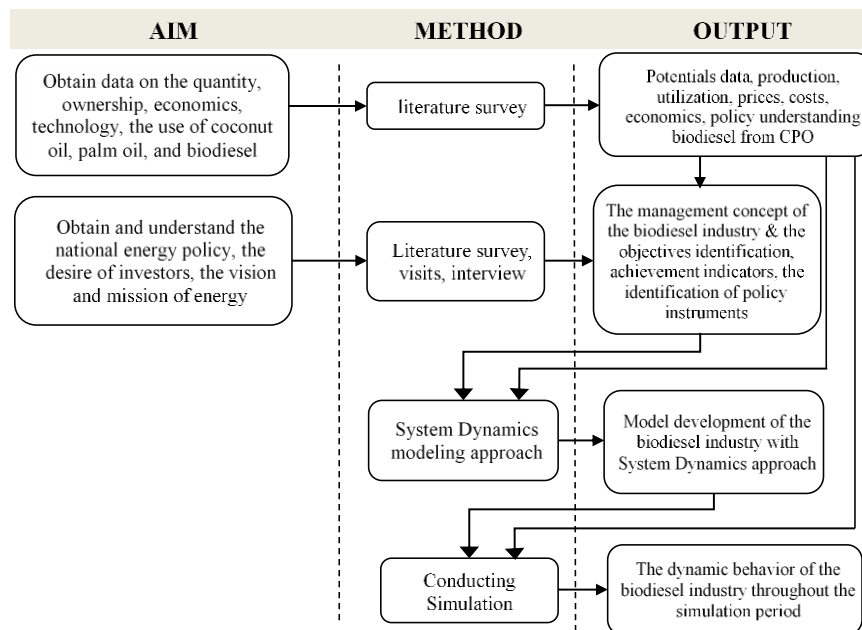 AIM
METHOD
OUTPUT
Obtain data on the quantity,
ownership, economics,
technology, the use of coconut
oil, palm oil, and biodiesel
literature survey
Potentials data, production,
utilization, prices, costs,
economics, policy understanding
biodiesel from CPO
Obtain and understand the
national energy policy, the
desire of investors, the vision
and mission of energy
Literature survey,
visits, interview
The management concept of
the biodiesel industry & the
objectives identification,
achievement indicators, the
identification of policy
instruments
System Dynamics
modeling approach
Model development of the
biodiesel industry with
System Dynamics approach
Conducting
Simulation
The dynamic behavior of the
biodiesel industry throughout the
simulation period